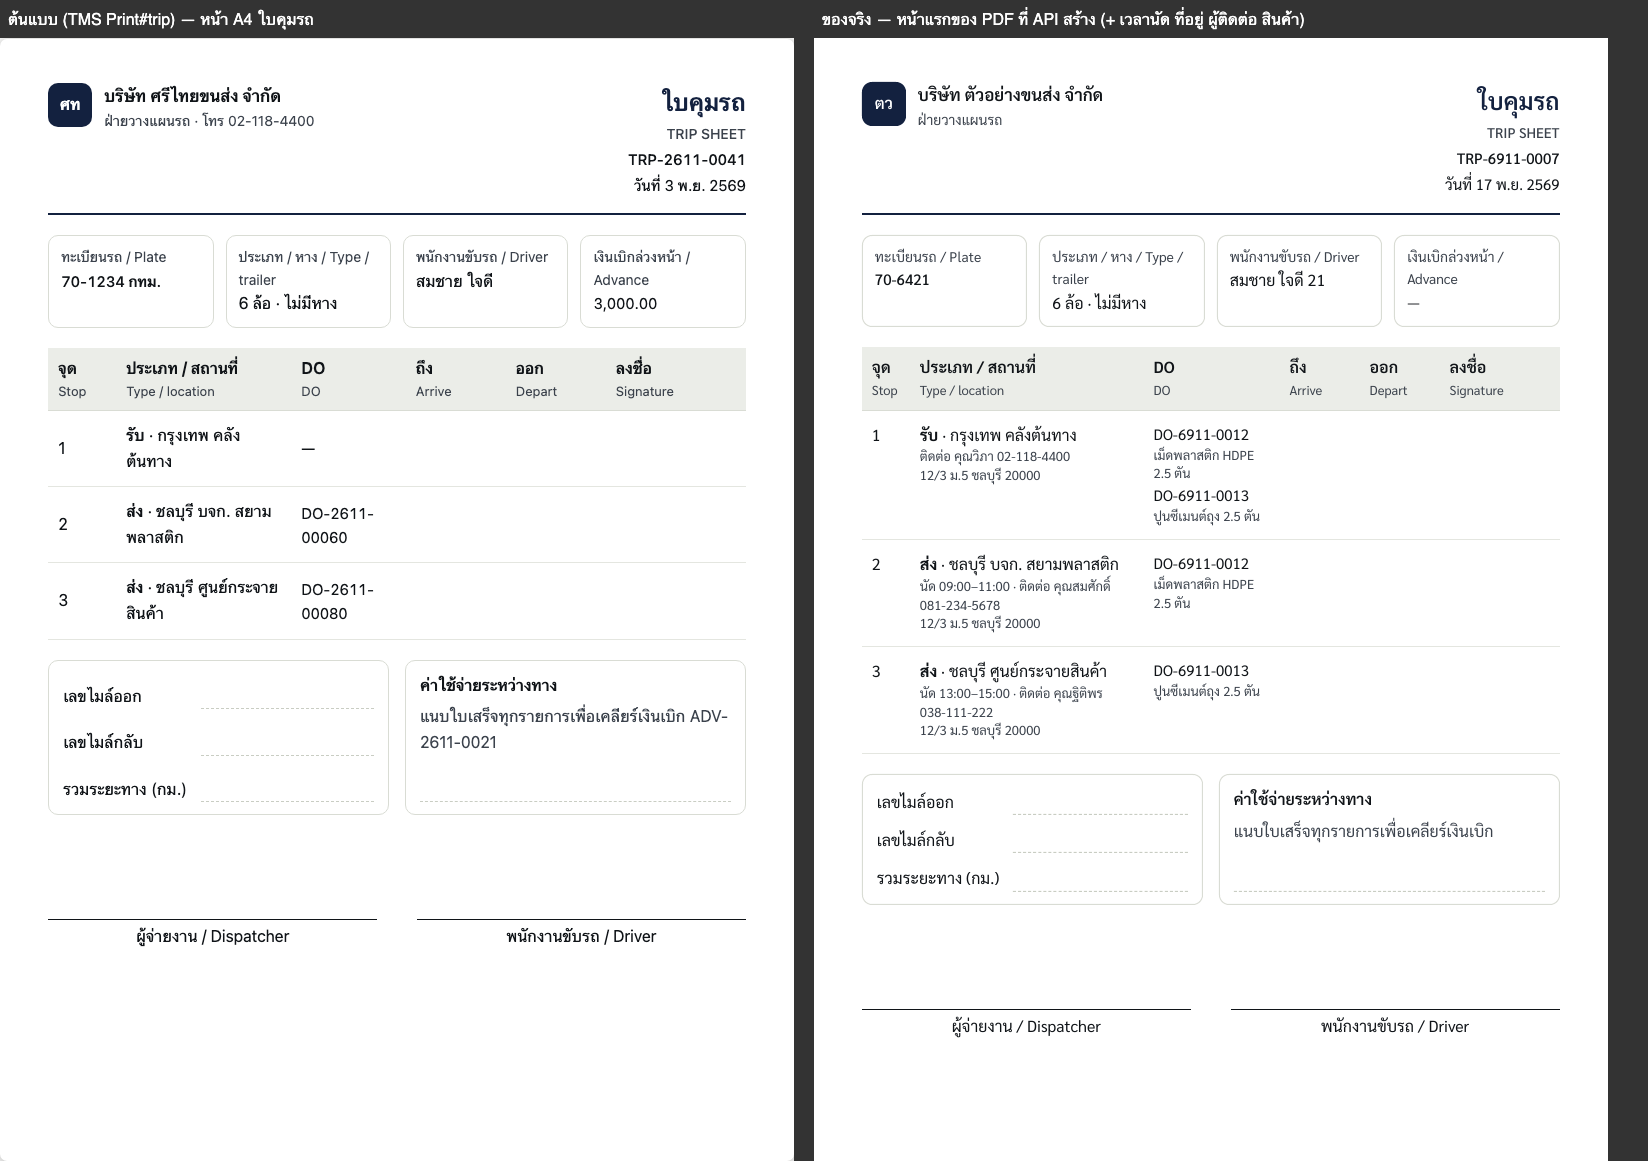 ต้นแบบ (TMS Print#trip) — หน้า A4 ใบคุมรถ
ศท
บริษัท ศรีไทยขนส่ง จำกัด
ฝ่ายวางแผนรถ · โทร 02-118-4400
ใบคุมรถ
TRIP SHEET
TRP-2611-0041
วันที่ 3 พ.ย. 2569
ทะเบียนรถ / Plate
70-1234 กทม.
ประเภท / หาง / Type /
trailer
6 ล้อ · ไม่มีหาง
พนักงานขับรถ / Driver
สมชาย ใจดี
เงินเบิกล่วงหน้า /
Advance
3,000.00
จุด ประเภท / สถานที่ DO ถึง ออก ลงชื่อ
Stop Type / location DO Arrive Depart Signature
1 รับ · กรุงเทพ คลัง —
ต้นทาง
2 ส่ง · ชลบุรี บจก. สยาม DO-2611-
พลาสติก 00060
3 ส่ง · ชลบุรี ศูนย์กระจาย DO-2611-
สินค้า 00080
เลขไมล์ออก
เลขไมล์กลับ
รวมระยะทาง (กม.)
ค่าใช้จ่ายระหว่างทาง
แนบใบเสร็จทุกรายการเพื่อเคลียร์เงินเบิก ADV-
2611-0021
ผู้จ่ายงาน / Dispatcher
พนักงานขับรถ / Driver
ของจริง — หน้าแรกของ PDF ที่ API สร้าง (+ เวลานัด ที่อยู่ ผู้ติดต่อ สินค้า)
ตว
บริษัท ตัวอย่างขนส่ง จำกัด
ฝ่ายวางแผนรถ
ใบคุมรถ
TRIP SHEET
TRP-6911-0007
วันที่ 17 พ.ย. 2569
ทะเบียนรถ / Plate
70-6421
ประเภท / หาง / Type /
trailer
6 ล้อ · ไม่มีหาง
พนักงานขับรถ / Driver
สมชาย ใจดี 21
เงินเบิกล่วงหน้า /
Advance
—
จุด ประเภท / สถานที่ DO ถึง ออก ลงชื่อ
Stop Type / location DO Arrive Depart Signature
1 รับ · กรุงเทพ คลังต้นทาง DO-6911-0012
ติดต่อ คุณวิภา 02-118-4400 เม็ดพลาสติก HDPE
12/3 ม.5 ชลบุรี 20000 2.5 ตัน
DO-6911-0013
ปูนซีเมนต์ถุง 2.5 ตัน
2 ส่ง · ชลบุรี บจก. สยามพลาสติก DO-6911-0012
นัด 09:00–11:00 · ติดต่อ คุณสมศักดิ์ เม็ดพลาสติก HDPE
081-234-5678 2.5 ตัน
12/3 ม.5 ชลบุรี 20000
3 ส่ง · ชลบุรี ศูนย์กระจายสินค้า DO-6911-0013
นัด 13:00–15:00 · ติดต่อ คุณฐิติพร ปูนซีเมนต์ถุง 2.5 ตัน
038-111-222
12/3 ม.5 ชลบุรี 20000
เลขไมล์ออก
เลขไมล์กลับ
รวมระยะทาง (กม.)
ค่าใช้จ่ายระหว่างทาง
แนบใบเสร็จทุกรายการเพื่อเคลียร์เงินเบิก
ผู้จ่ายงาน / Dispatcher
พนักงานขับรถ / Driver